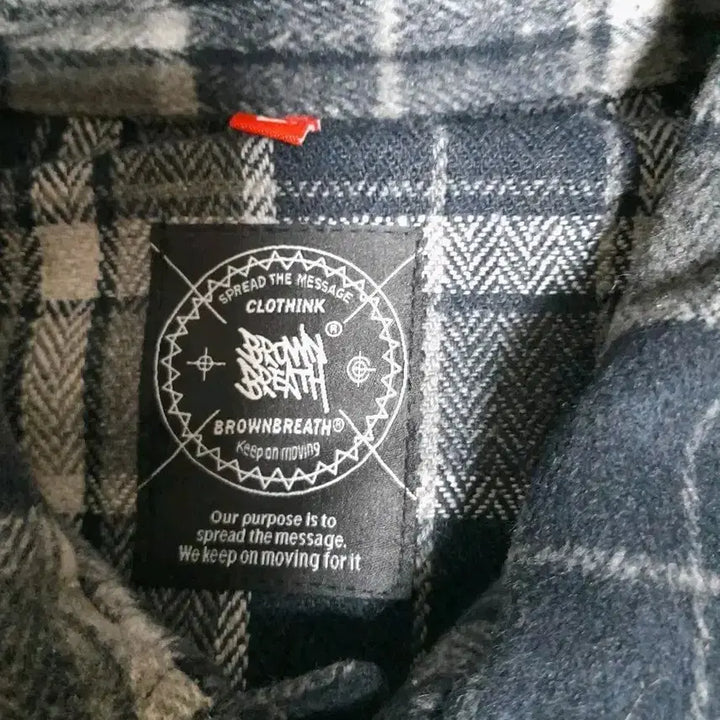 SPREAD THE MESSAGE
CLOTHINK
BROWN ®
BREATH
BROWNBREATH®
Keep on moving
Our purpose is to
spread the message.
We keep on moving for it